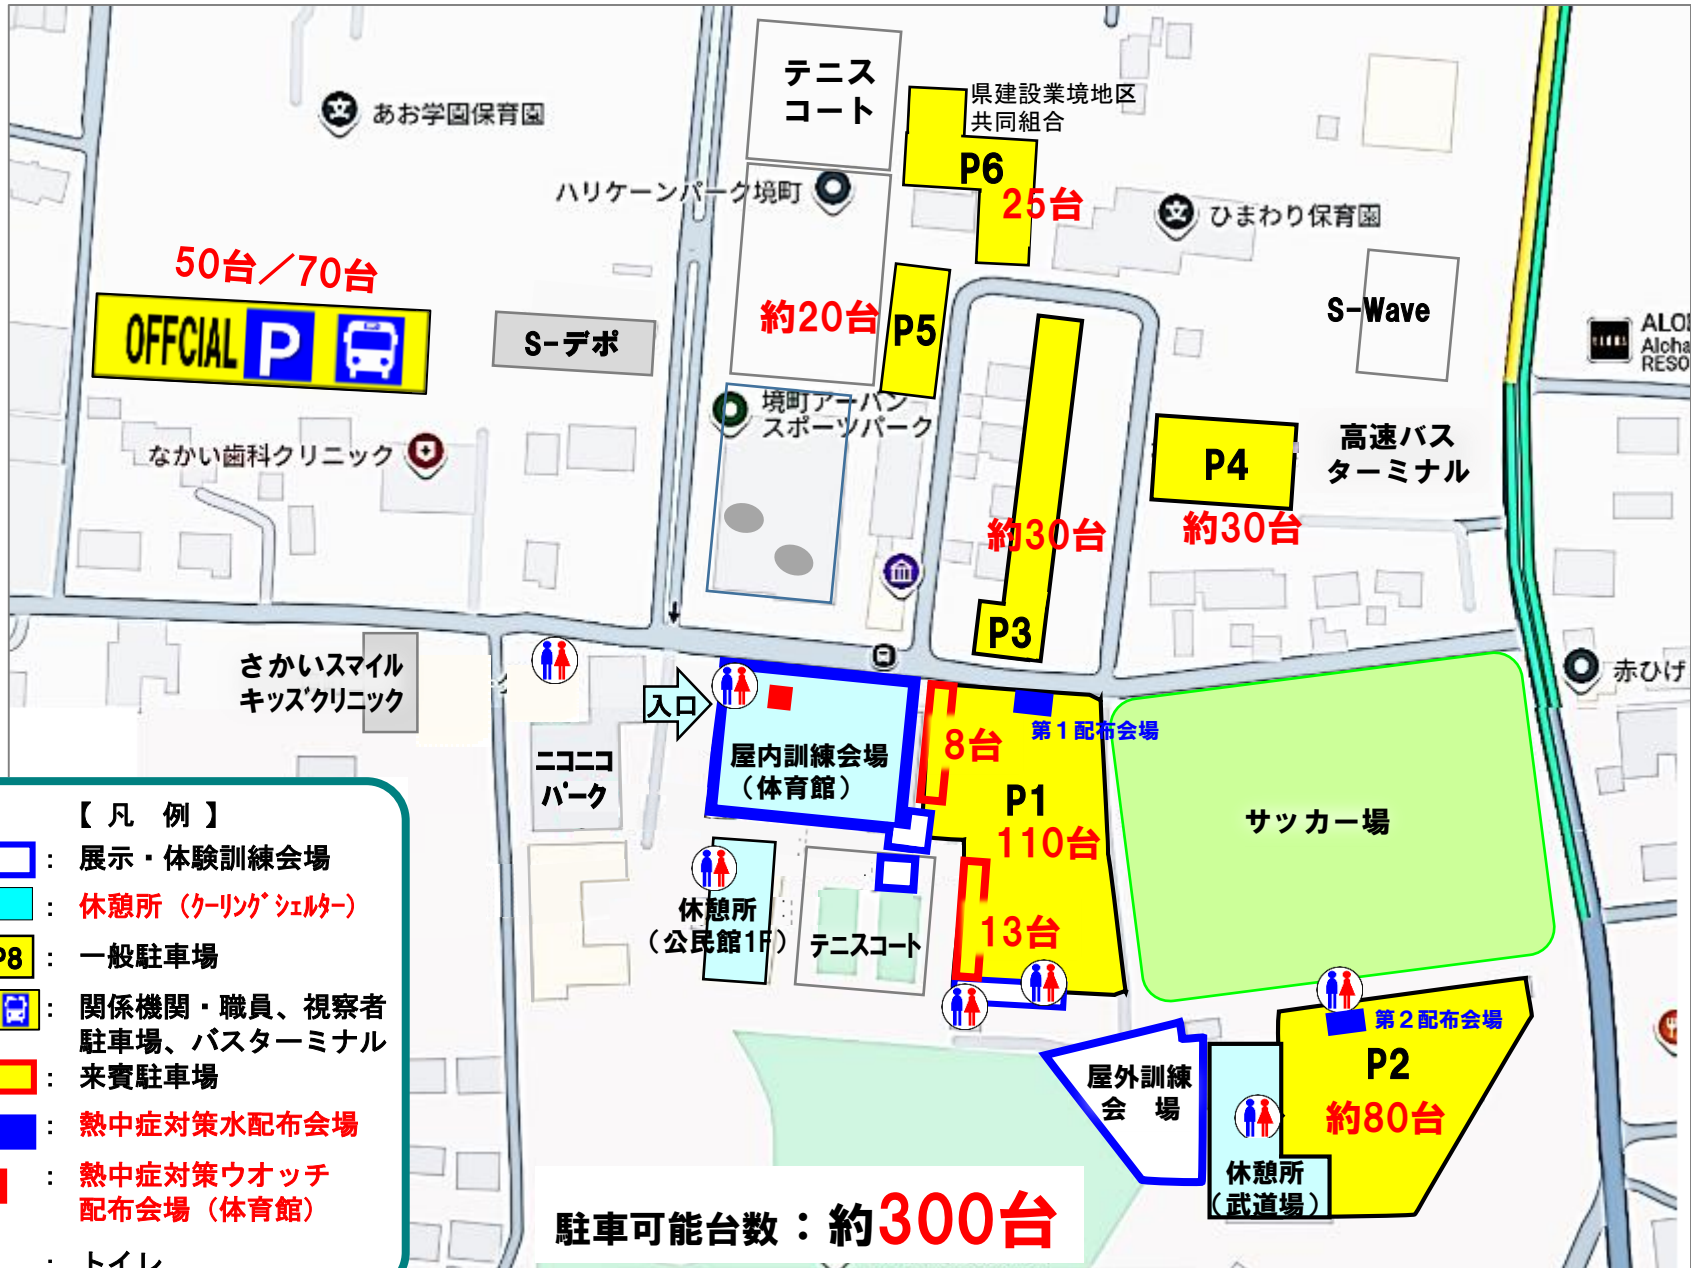 テニス
コート
県建設業境地区
共同組合
あお学園保育園
P6
25台
ハリケーンパーク境町
ひまわり保育園
50台／70台
OFFCIAL P
S-デポ
約20台
P5
S-Wave
ALO
Aloha
RESO
境町アーバン
スポーツパーク
なかい歯科クリニック
P4
約30台
高速バス
ターミナル
約30台
P3
さかいスマイル
キッズクリニック
入口
赤ひげ
第１配布会場
8台
屋内訓練会場
（体育館）
ニコニコ
パーク
P1
110台
サッカー場
休憩所
（公民館1F）
テニスコート
13台
第２配布会場
P2
約80台
屋外訓練
会　場
休憩所
（武道場）
【 凡　例 】
： 展示・体験訓練会場
： 休憩所（クーリングシェルター）
P8 ： 一般駐車場
： 関係機関・職員、視察者
駐車場、バスターミナル
： 来賓駐車場
： 熱中症対策水配布会場
： 熱中症対策ウオッチ
配布会場（体育館）
： トイレ
駐車可能台数：約300台